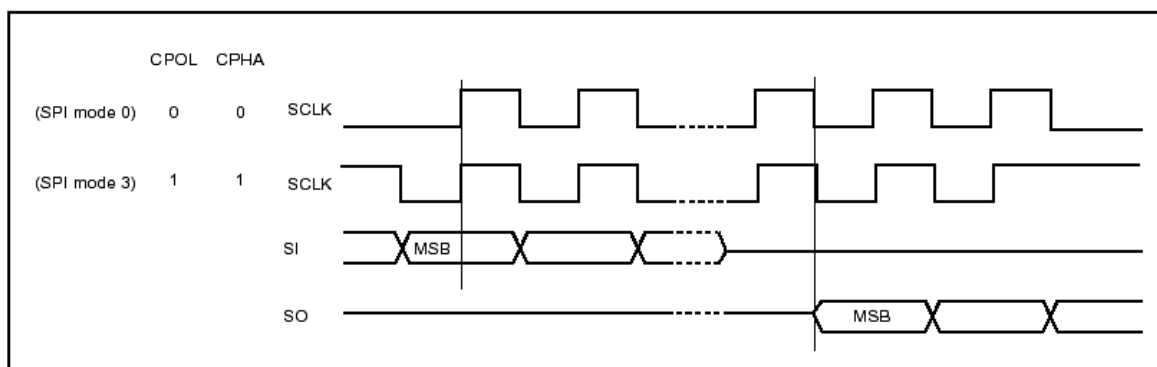 CPOL CPHA
(SPI mode 0) 0 0 SCLK
(SPI mode 3) 1 1 SCLK
SI MSB
SO MSB